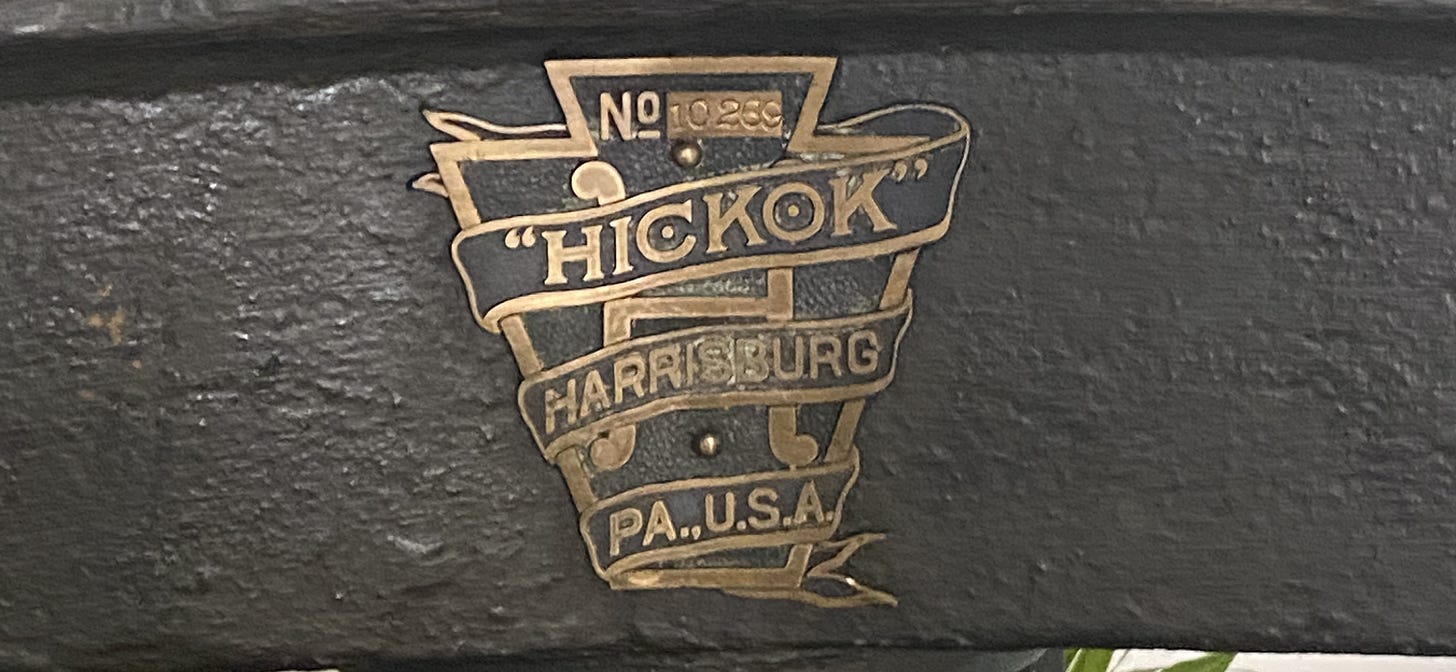 No 10269
"HICKOK"
HARRISBURG
PA., U.S.A.